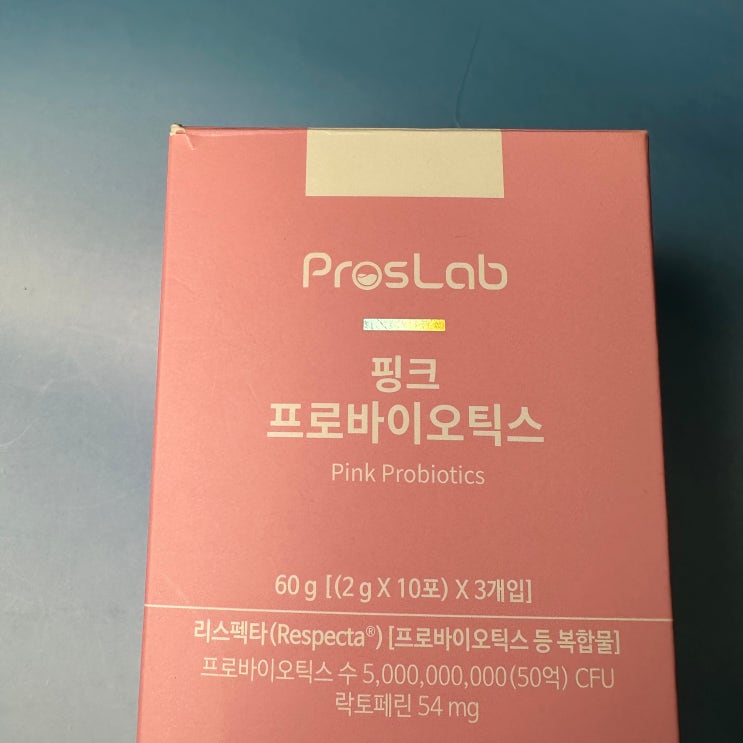 ProsLab
핑크
프로바이오틱스
Pink Probiotics
60 g [(2 g X 10포) X 3개입]
리스펙타(Respecta®) [프로바이오틱스 등 복합물]
프로바이오틱스 수 5,000,000,000(50억) CFU
락토페린 54 mg